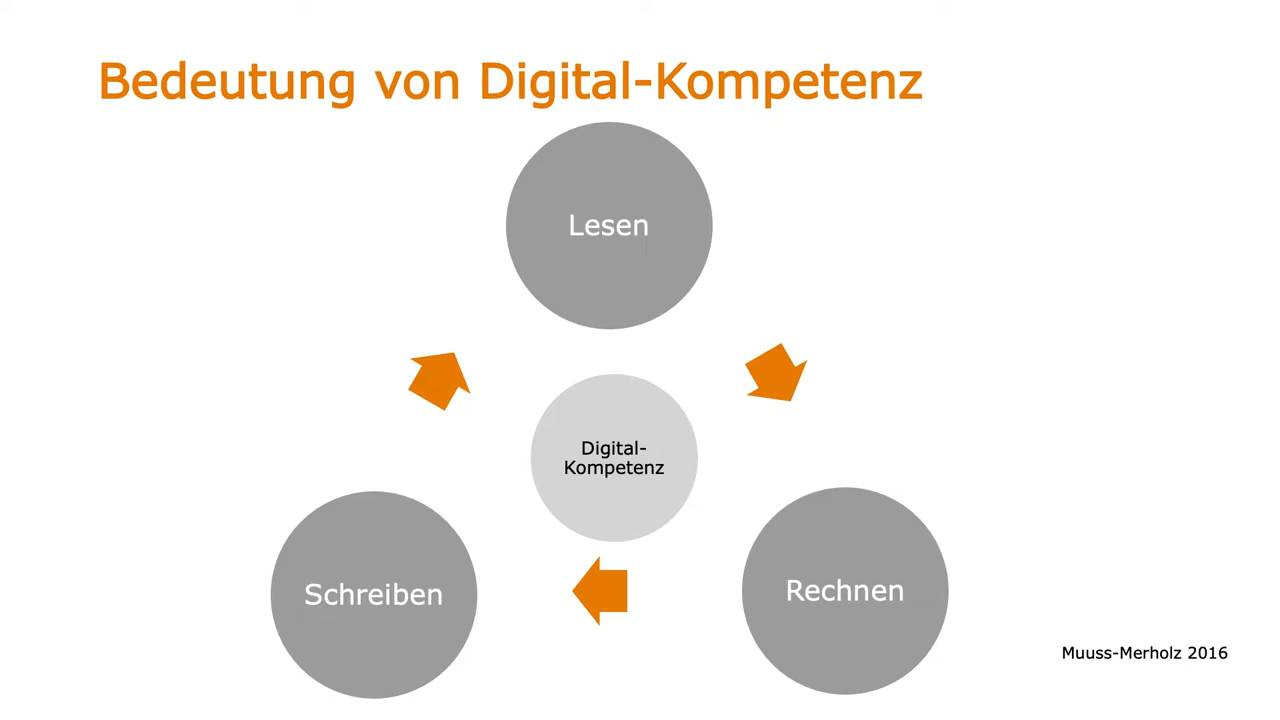 Bedeutung von Digital-Kompetenz
Lesen
Digital-
Kompetenz
Schreiben
Rechnen
Muuss-Merholz 2016